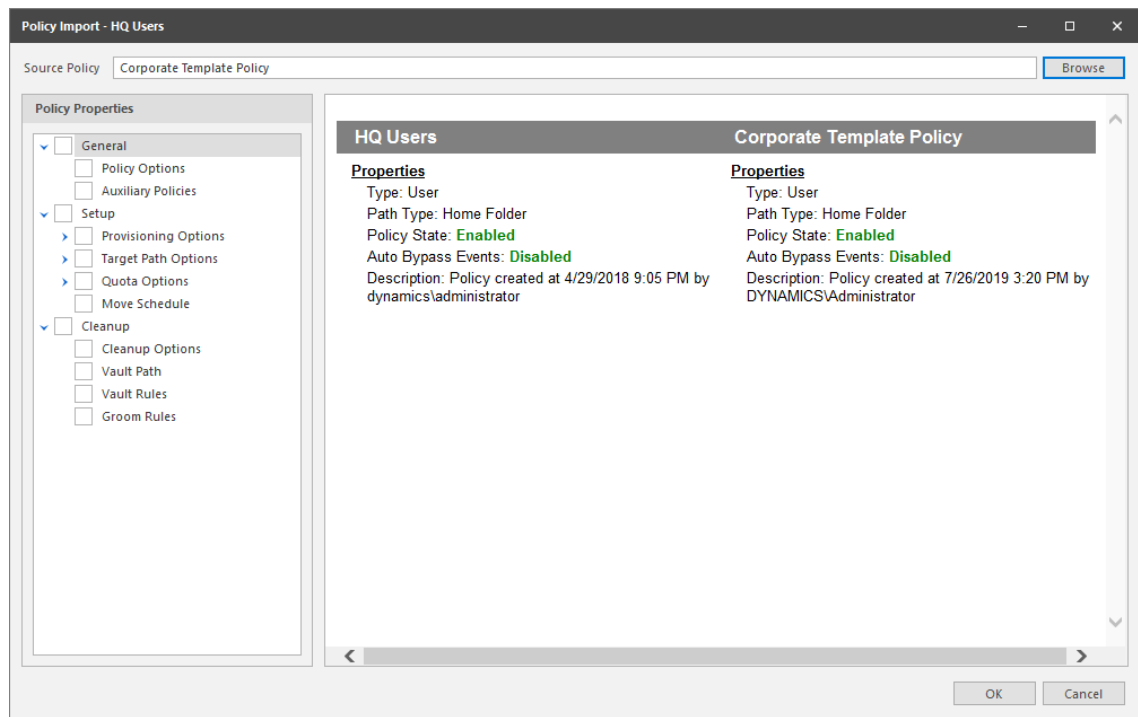 Policy Import - HQ Users
Source Policy Corporate Template Policy Browse
Policy Properties
General
Policy Options
Auxiliary Policies
Setup
Provisioning Options
Target Path Options
Quota Options
Move Schedule
Cleanup
Cleanup Options
Vault Path
Vault Rules
Groom Rules
HQ Users
Properties
Type: User
Path Type: Home Folder
Policy State: Enabled
Auto Bypass Events: Disabled
Description: Policy created at 4/29/2018 9:05 PM by
dynamics\administrator
Corporate Template Policy
Properties
Type: User
Path Type: Home Folder
Policy State: Enabled
Auto Bypass Events: Disabled
Description: Policy created at 7/26/2019 3:20 PM by
DYNAMICS\Administrator
OK Cancel